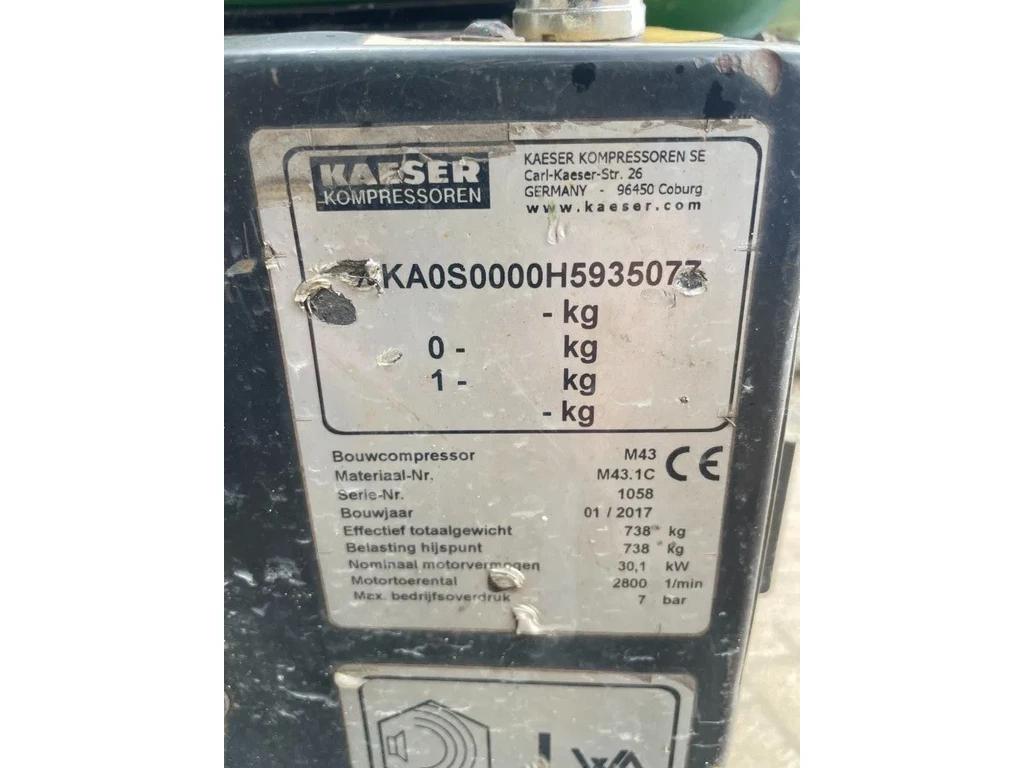 KAESER
KOMPRESSOREN
KAESER KOMPRESSOREN SE
Carl-Kaeser-Str. 26
GERMANY - 96450 Coburg
www.kaeser.com
- kg
0 - kg
1 - kg
- kg
Bouwcompressor M43
CE
Materiaal-Nr. M43.1C
Serie-Nr. 1058
Bouwjaar 01 / 2017
Effectief totaalgewicht 738 kg
Belasting hijspunt 738 kg
Nominaal motorvermogen 30,1 kW
Motortoerental 2800 1/min
Max. bedrijfsoverdruk 7 bar